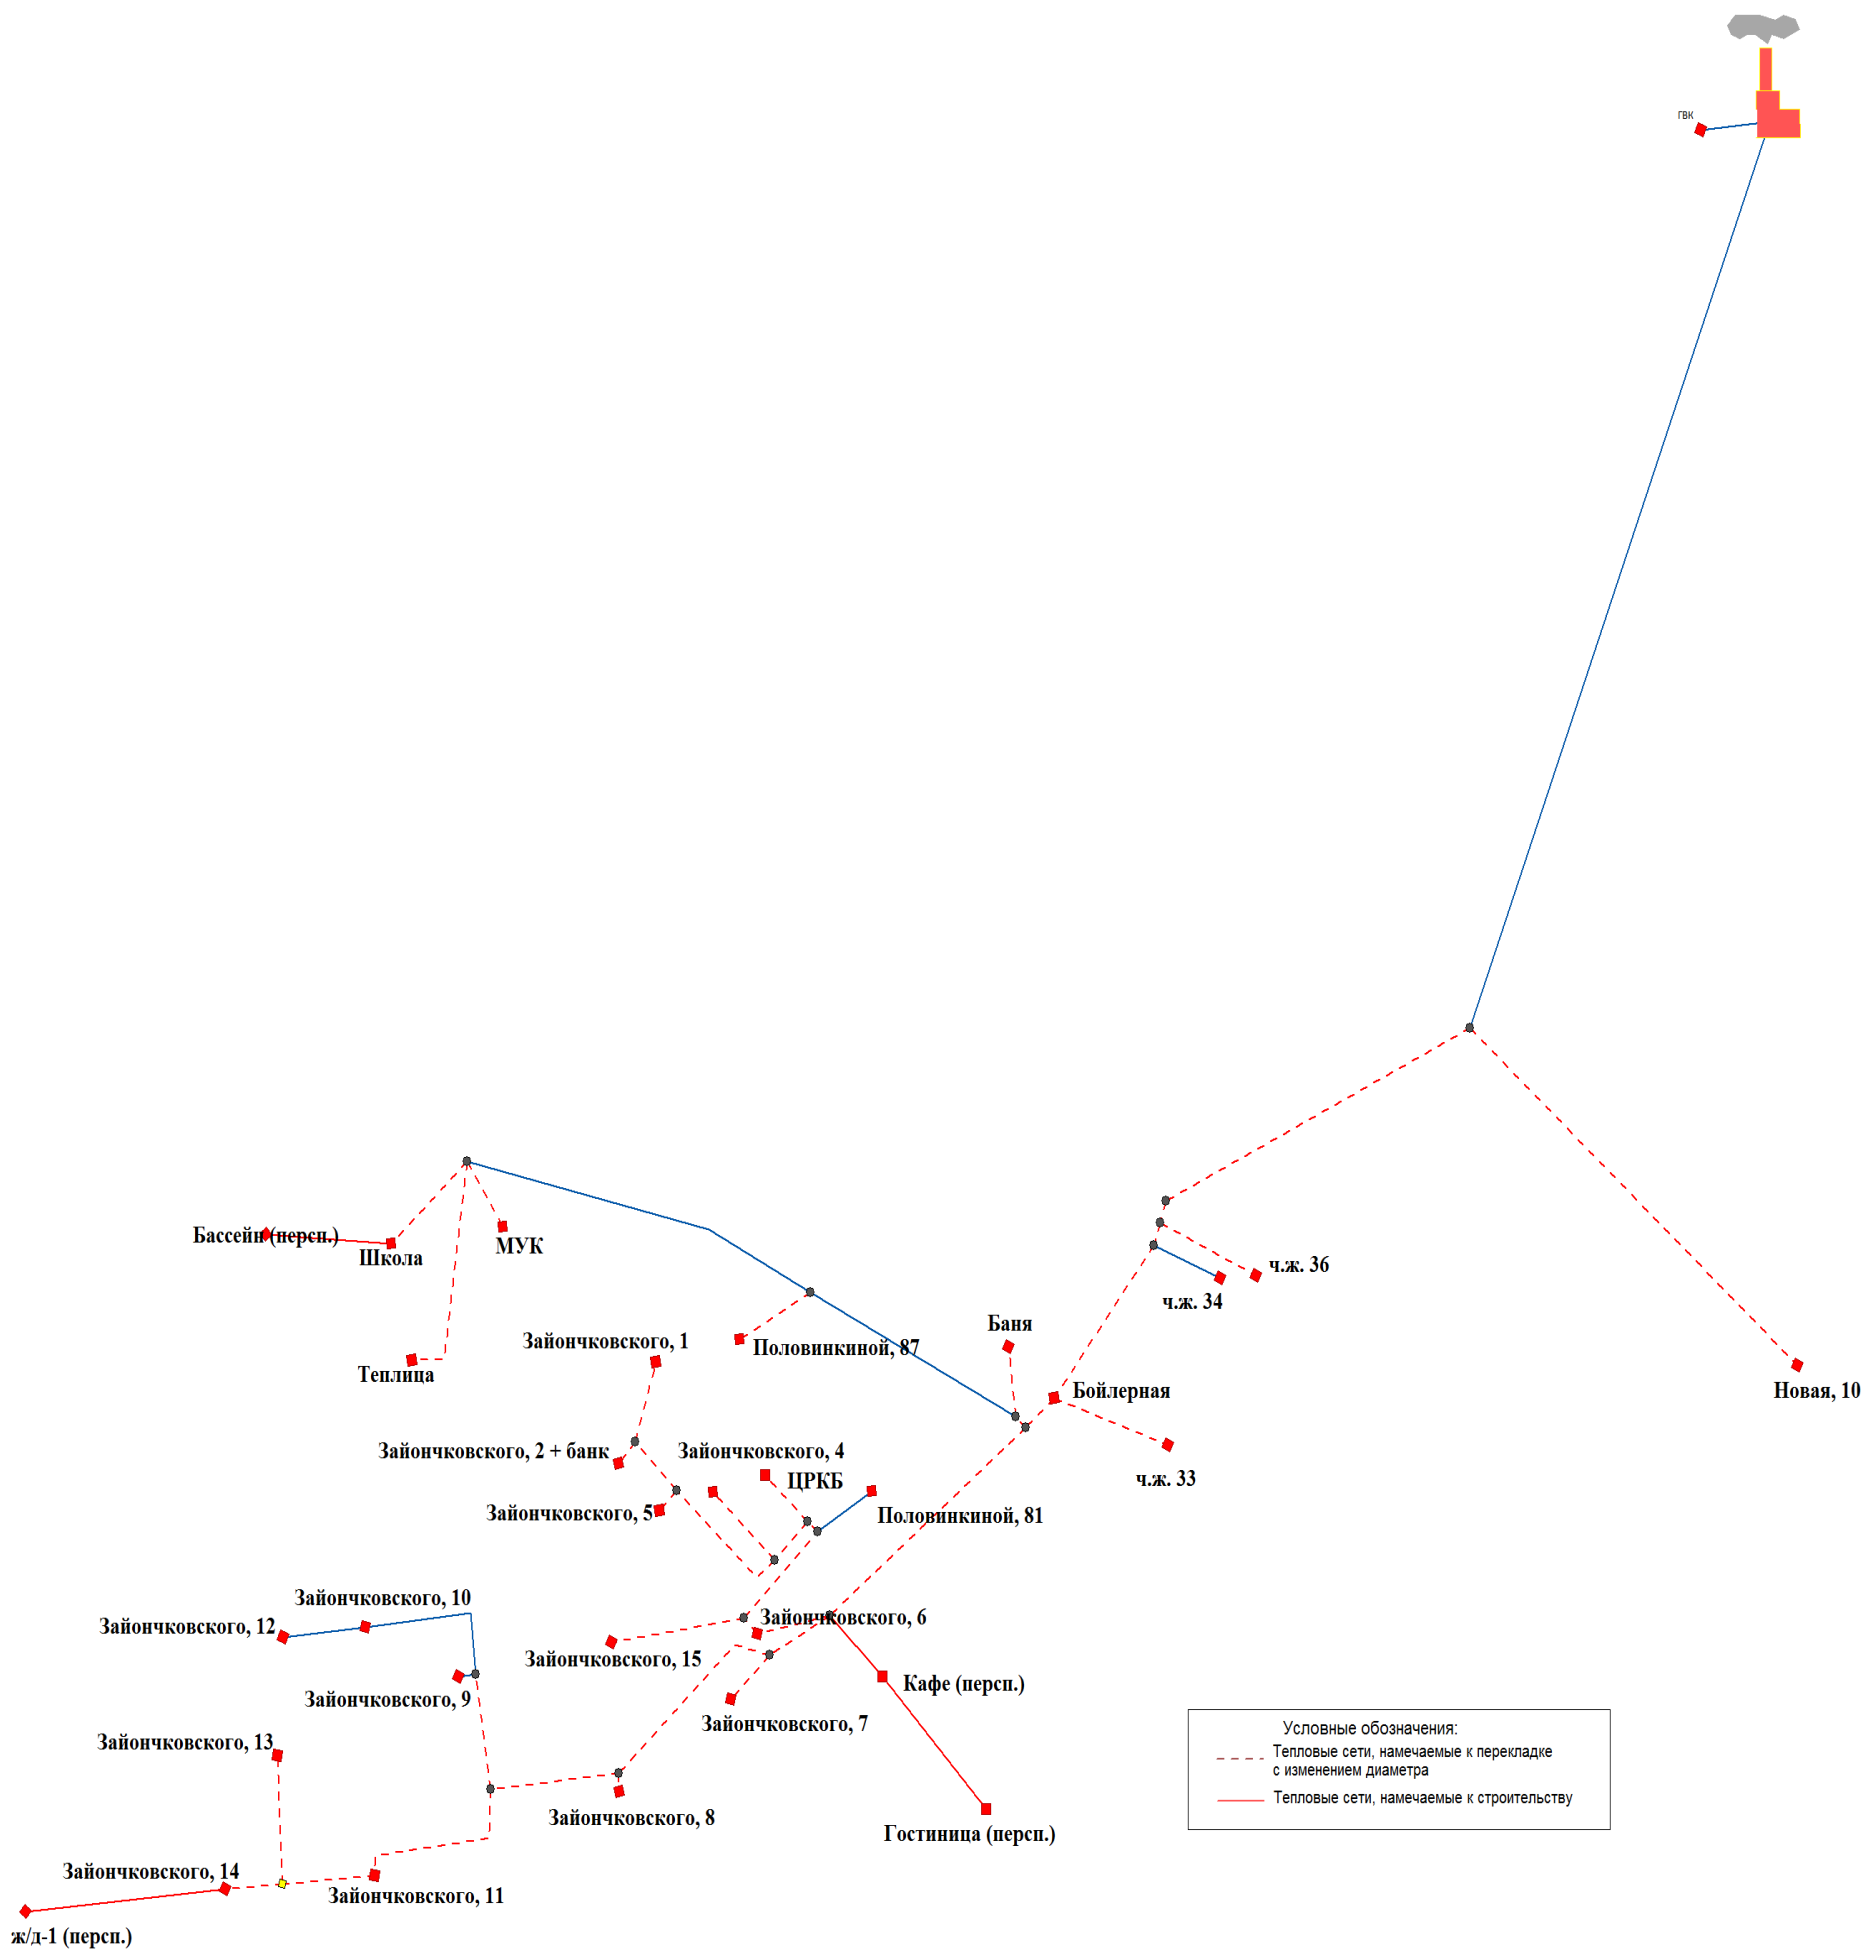 ГВК
Бассейн (персп.)
Школа
МУК
ч.ж. 36
ч.ж. 34
Баня
Зайончковского, 1
Половинкиной, 87
Теплица
Бойлерная
Новая, 10
Зайончковского, 2 + банк
Зайончковского, 4
ЦРКБ
ч.ж. 33
Зайончковского, 5
Половинкиной, 81
Зайончковского, 10
Зайончковского, 12
Зайончковского, 6
Зайончковского, 15
Зайончковского, 9
Кафе (персп.)
Зайончковского, 7
Зайончковского, 13
Условные обозначения:
Тепловые сети, намечаемые к перекладке
с изменением диаметра
Тепловые сети, намечаемые к строительству
Зайончковского, 8
Гостиница (персп.)
Зайончковского, 14
Зайончковского, 11
ж/д-1 (персп.)